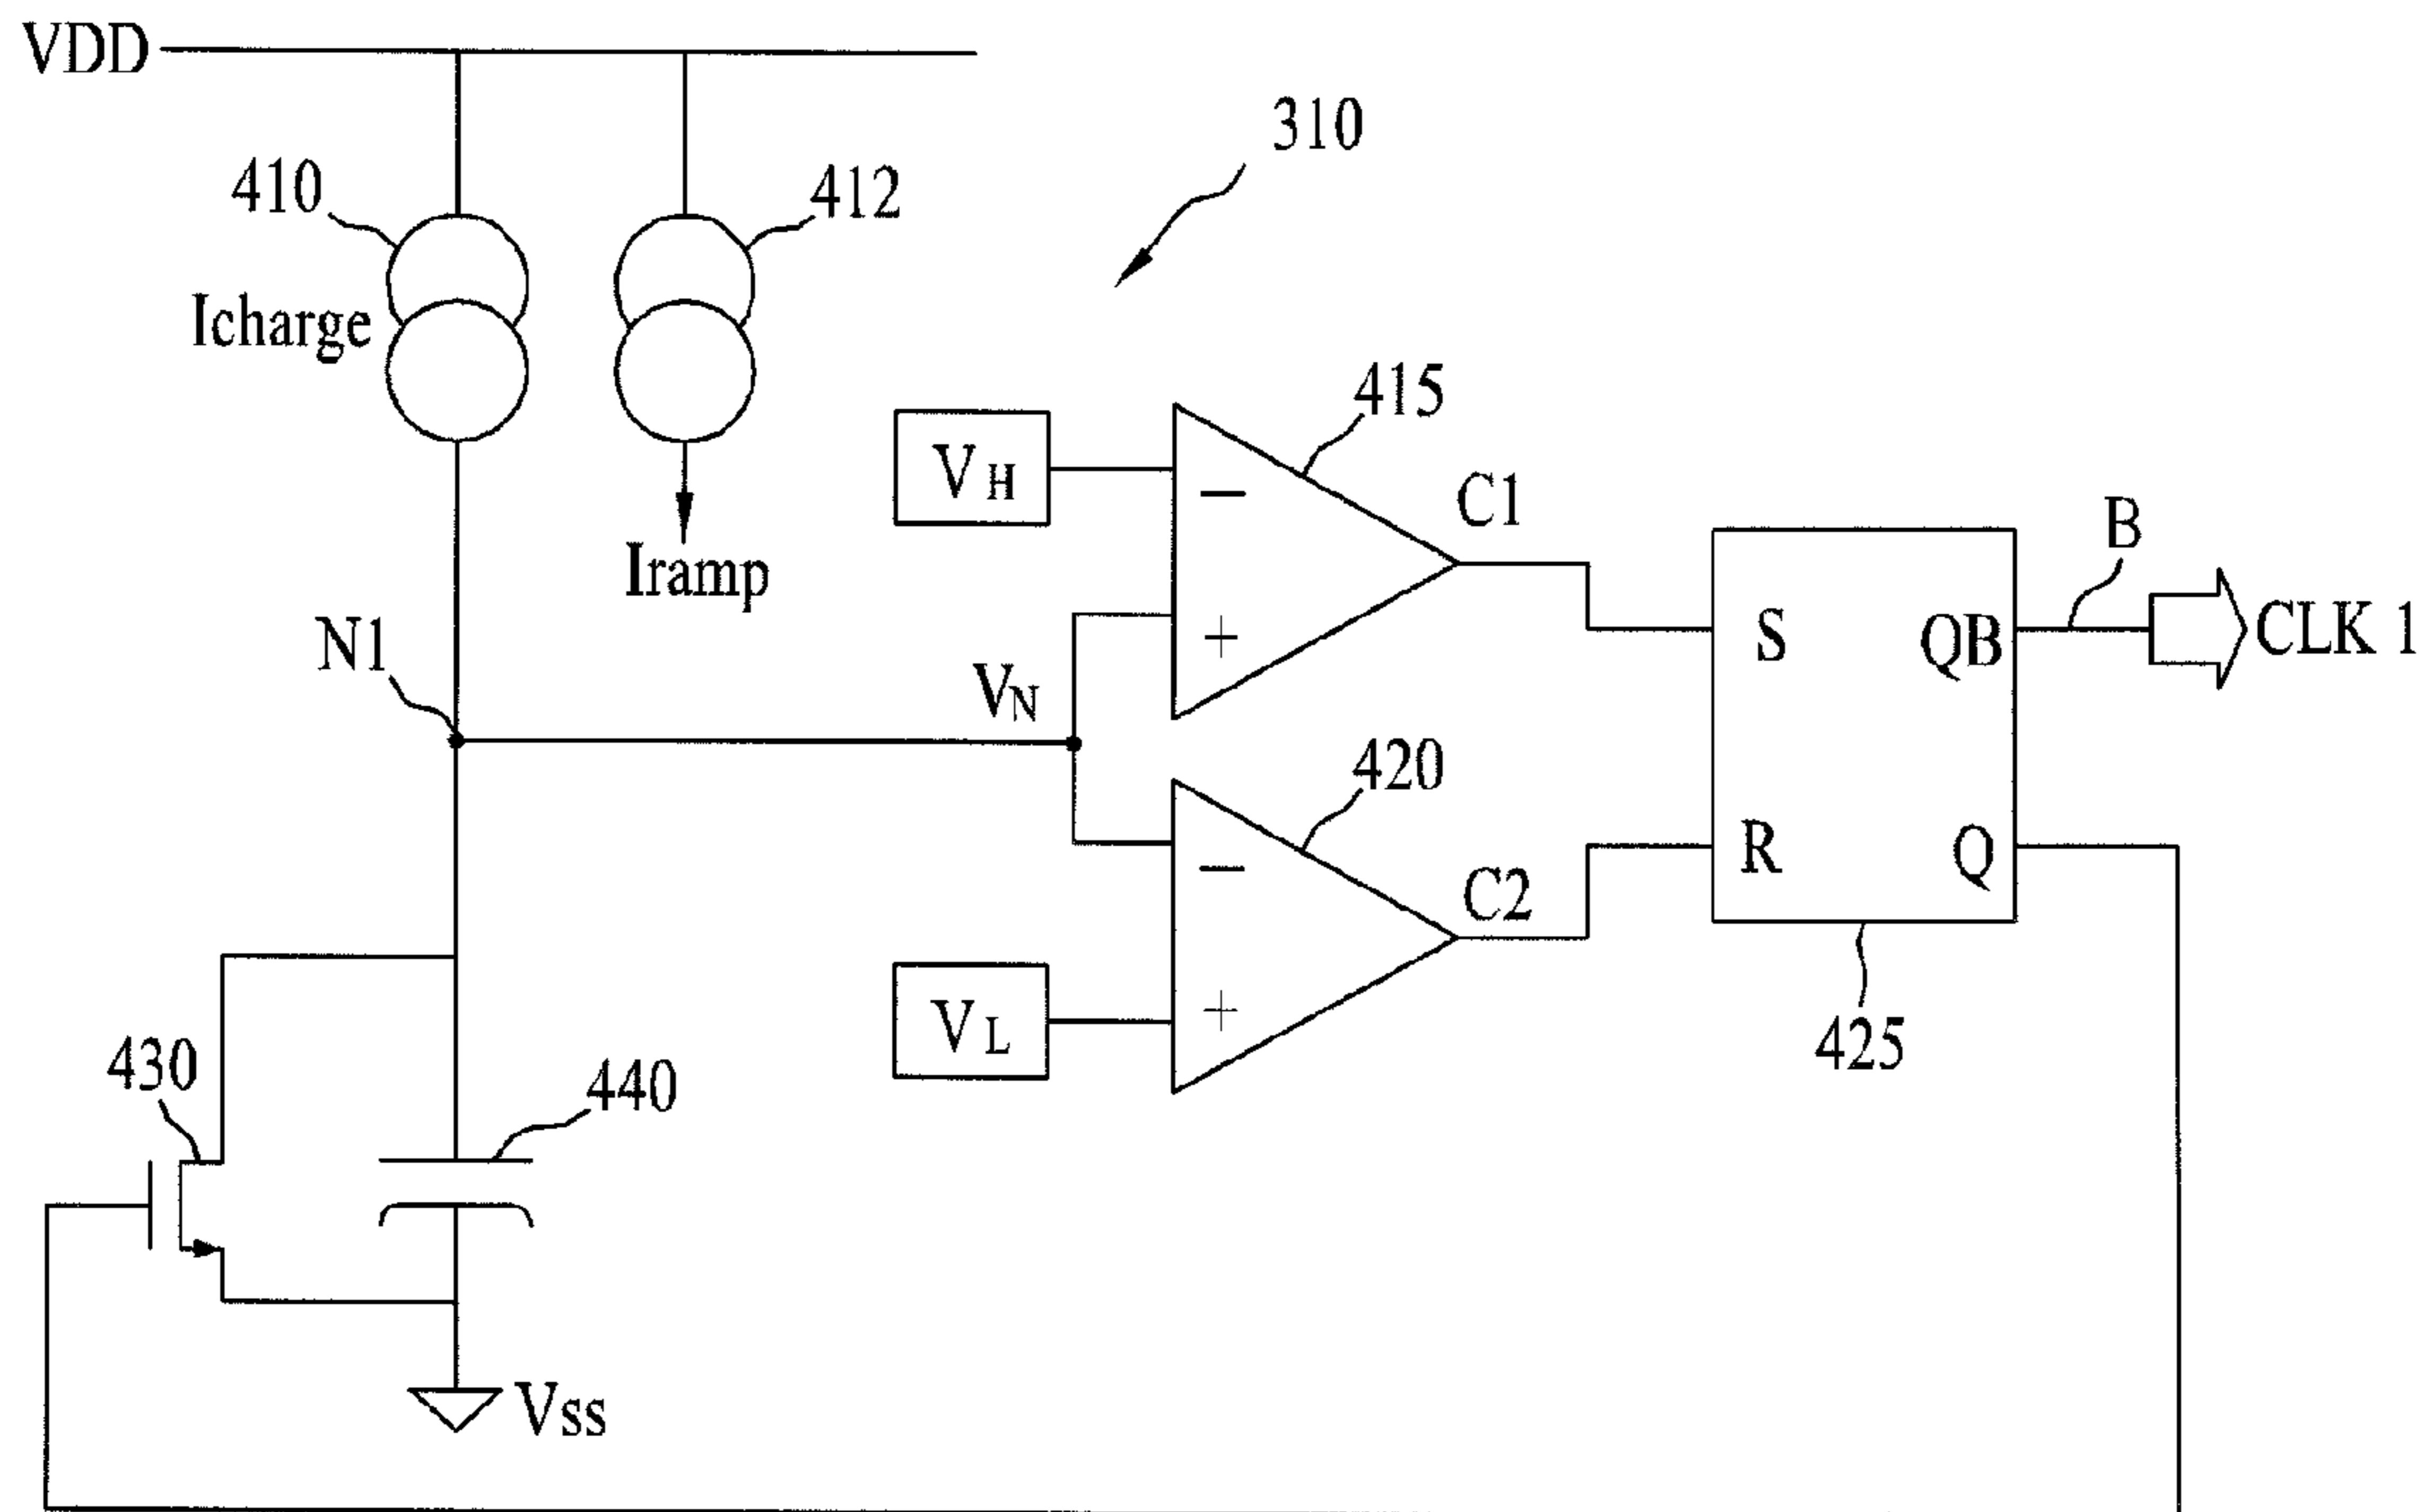 VDD
310
410
412
Icharge
415
VH
C1
Iramp
B
N1
S
QB
CLK 1
VN
420
R
Q
C2
VL
425
430
440
Vss
−
+
−
+